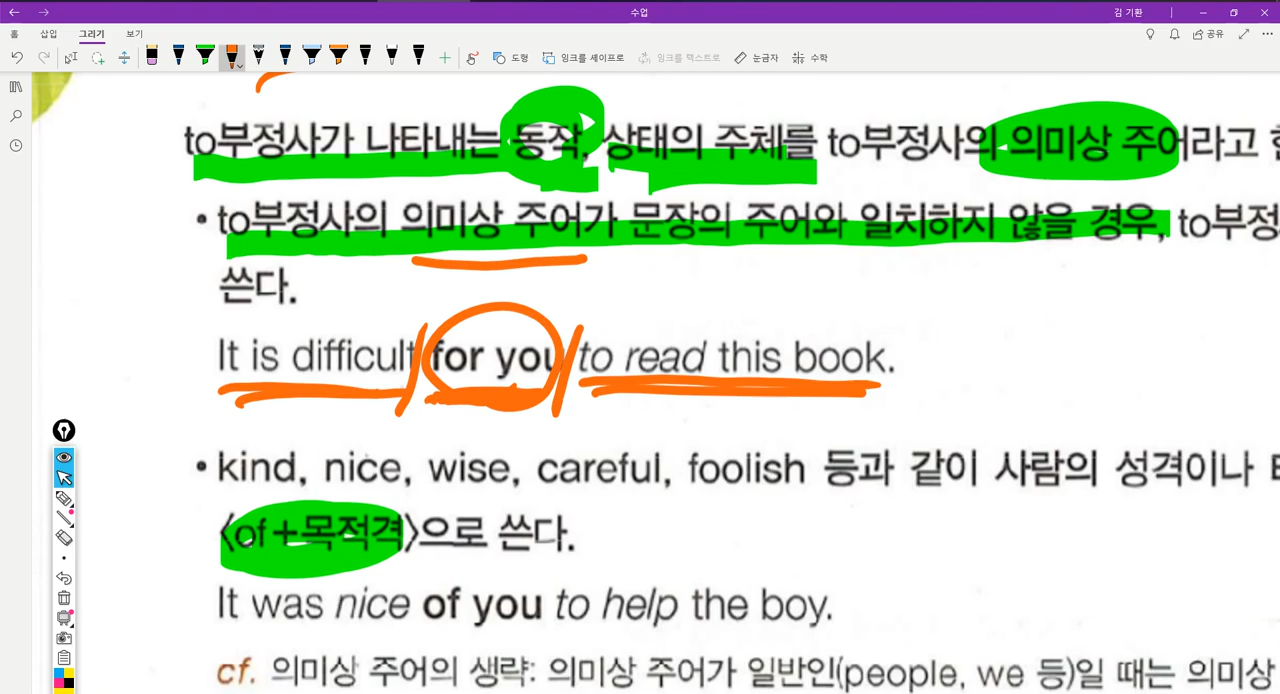 수업
김 기환
홈 삽입 그리기 보기
공유
도형 잉크를 셰이프로 잉크를 텍스트로 눈금자 수학
to부정사가 나타내는 동작, 상태의 주체를 to부정사의 의미상 주어라고
• to부정사의 의미상 주어가 문장의 주어와 일치하지 않을 경우, to부정
쓴다.
It is difficult for you to read this book.
• kind, nice, wise, careful, foolish 등과 같이 사람의 성격이나
〈of+목적격〉으로 쓴다.
It was nice of you to help the boy.
cf. 의미상 주어의 생략: 의미상 주어가 일반인(people, we 등)일 때는 의미상